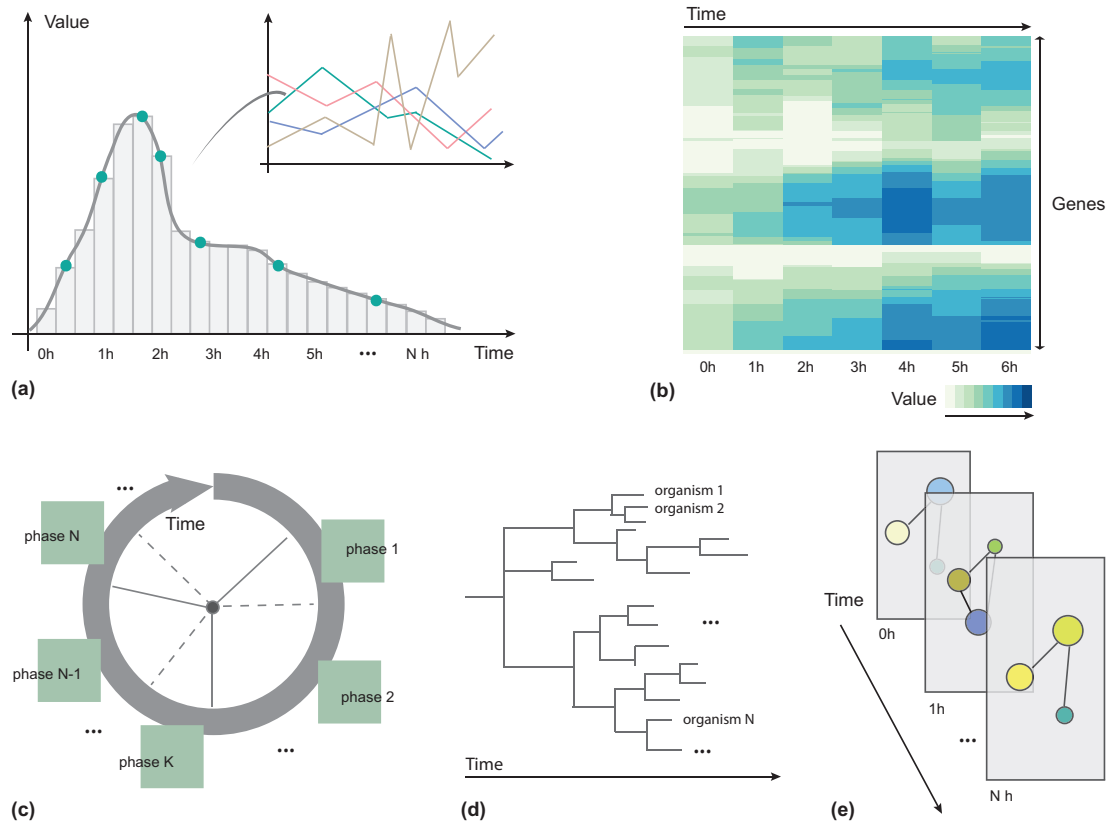 Value
0h 1h 2h 3h 4h 5h ••• N h Time
(a)
Time
Genes
0h 1h 2h 3h 4h 5h 6h
Value
(b)
•••
Time
phase N
phase 1
phase N-1
phase 2
•••
phase K
•••
(c)
organism 1
organism 2
•••
organism N
•••
Time
(d)
Time
0h
1h
•••
N h
(e)